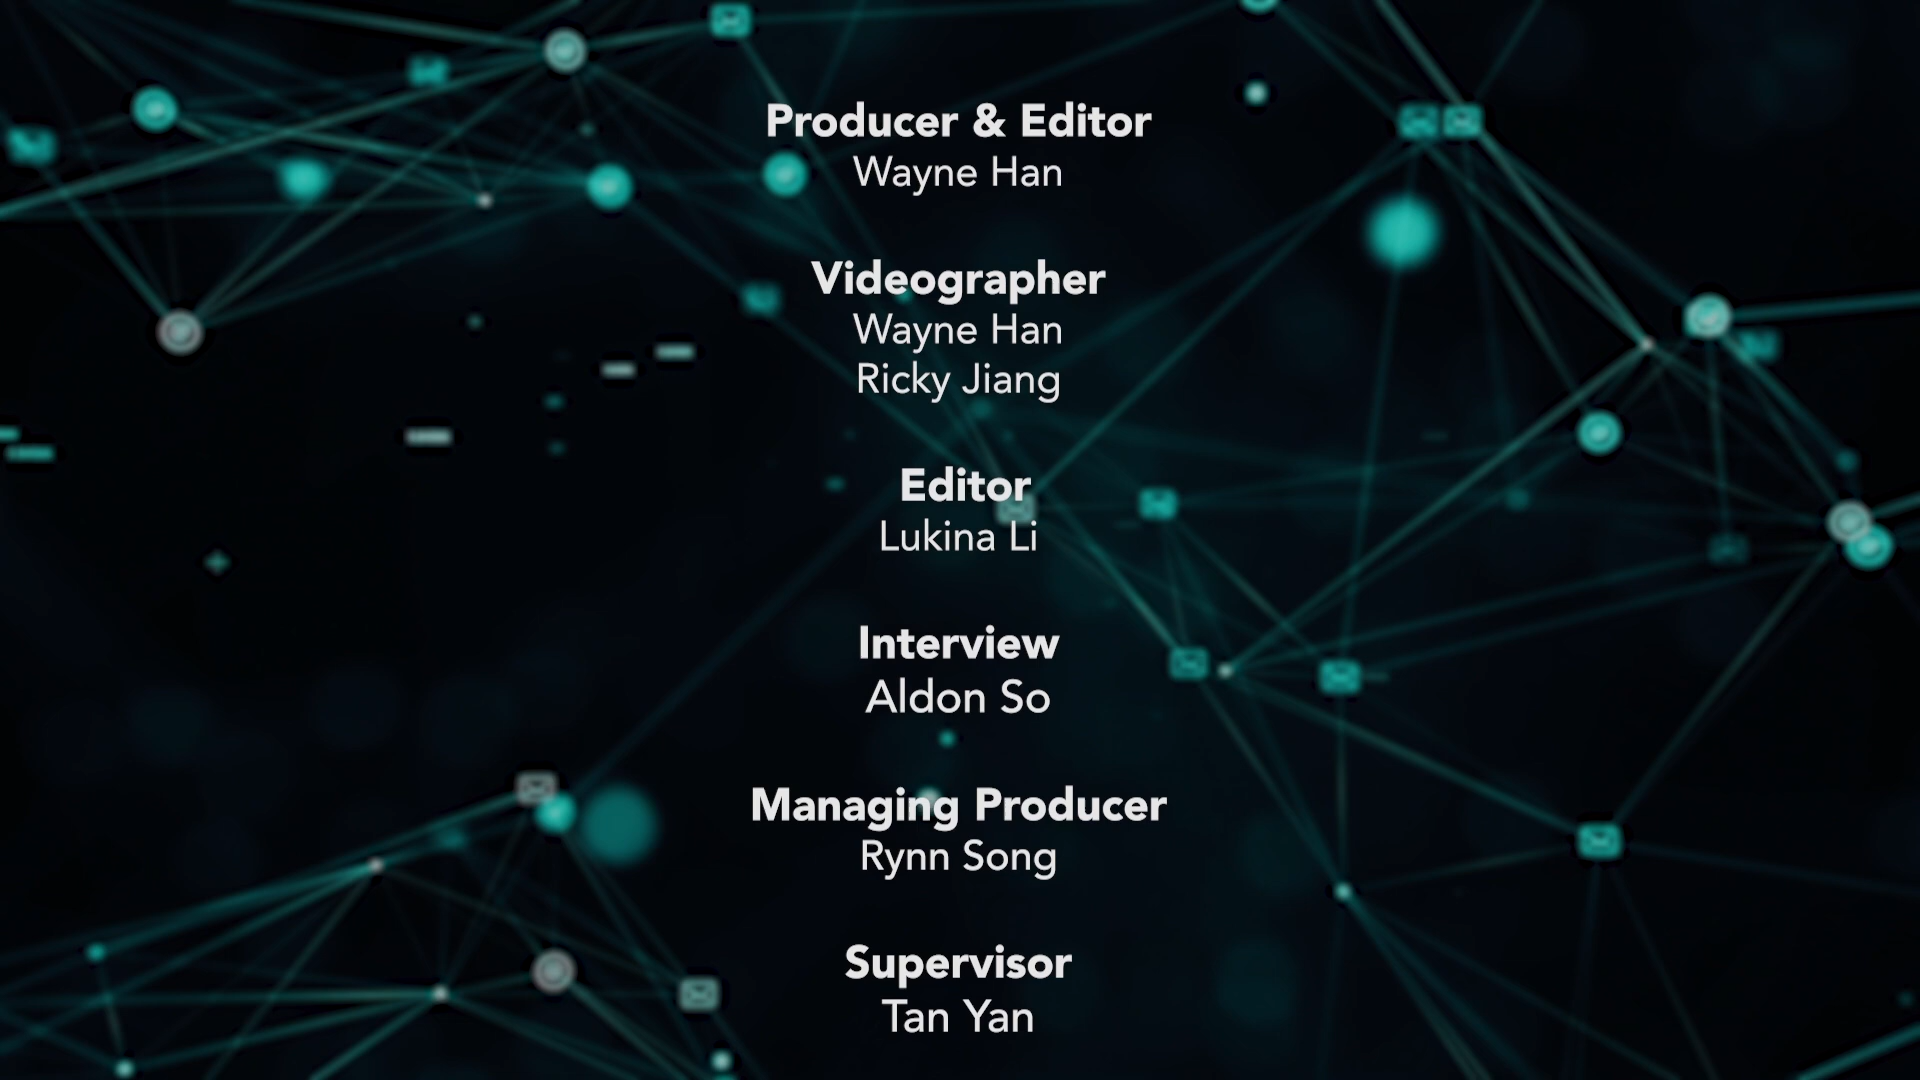 Producer & Editor
Wayne Han
Videographer
Wayne Han
Ricky Jiang
Editor
Lukina Li
Interview
Aldon So
Managing Producer
Rynn Song
Supervisor
Tan Yan